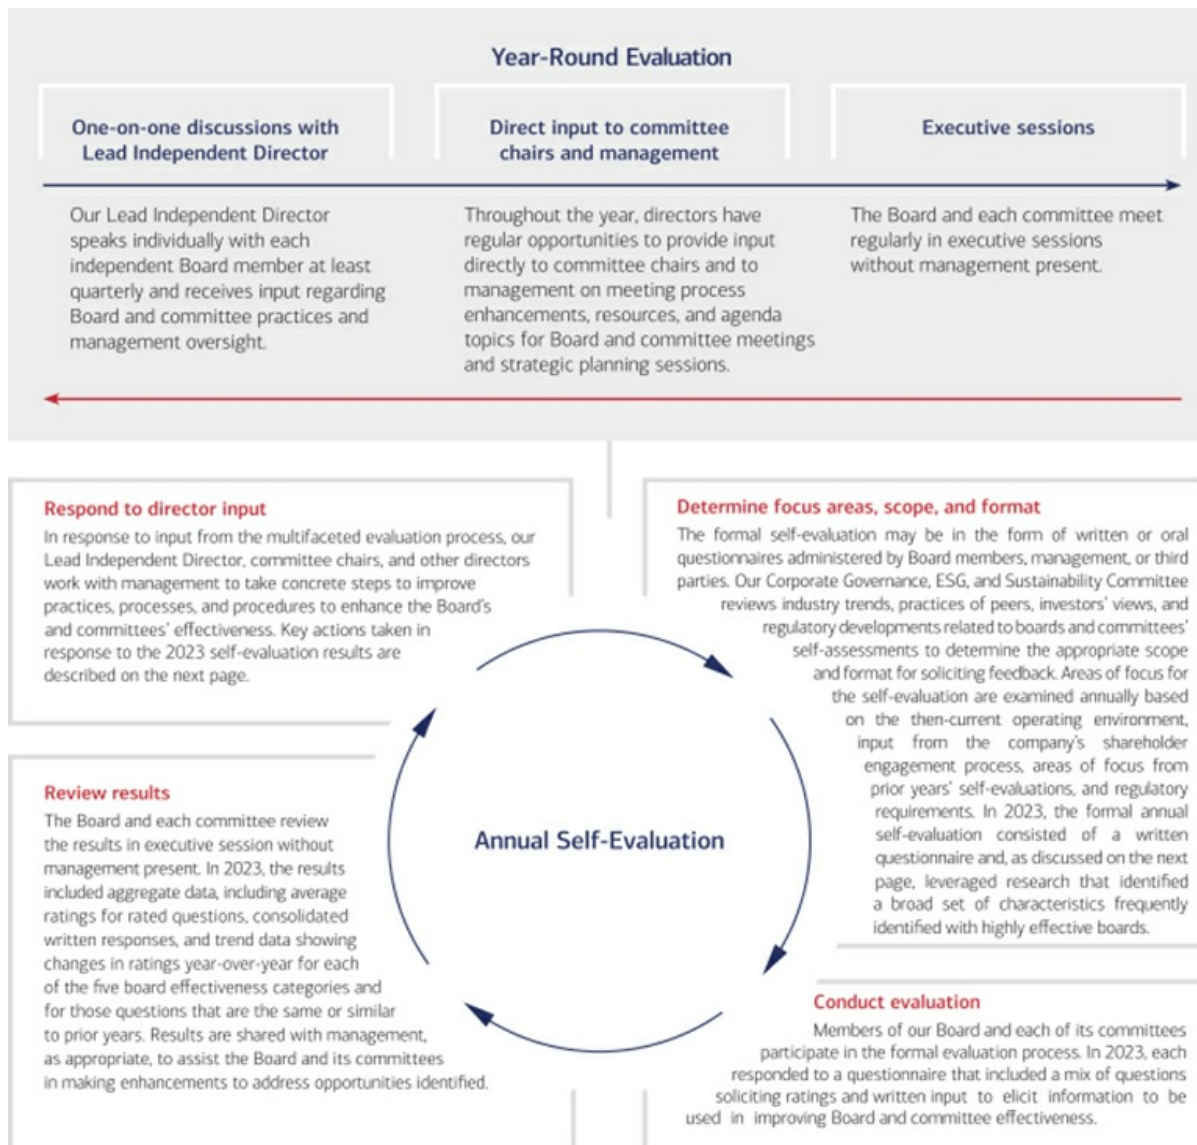 Year-Round Evaluation
One-on-one discussions with
Lead Independent Director
Our Lead Independent Director
speaks individually with each
independent Board member at least
quarterly and receives input regarding
Board and committee practices and
management oversight.
Direct input to committee
chairs and management
Throughout the year, directors have
regular opportunities to provide input
directly to committee chairs and to
management on meeting process
enhancements, resources, and agenda
topics for Board and committee meetings
and strategic planning sessions.
Executive sessions
The Board and each committee meet
regularly in executive sessions
without management present.
Respond to director input
In response to input from the multifaceted evaluation process, our
Lead Independent Director, committee chairs, and other directors
work with management to take concrete steps to improve
practices, processes, and procedures to enhance the Board's
and committees' effectiveness. Key actions taken in
response to the 2023 self-evaluation results are
described on the next page.
Determine focus areas, scope, and format
The formal self-evaluation may be in the form of written or oral
questionnaires administered by Board members, management, or third
parties. Our Corporate Governance, ESG, and Sustainability Committee
reviews industry trends, practices of peers, investors' views, and
regulatory developments related to boards and committees'
self-assessments to determine the appropriate scope
and format for soliciting feedback. Areas of focus for
the self-evaluation are examined annually based
on the then-current operating environment,
input from the company's shareholder
engagement process, areas of focus from
prior years' self-evaluations, and regulatory
requirements. In 2023, the formal annual
self-evaluation consisted of a written
questionnaire and, as discussed on the next
page, leveraged research that identified
a broad set of characteristics frequently
identified with highly effective boards.
Annual Self-Evaluation
Review results
The Board and each committee review
the results in executive session without
management present. In 2023, the results
included aggregate data, including average
ratings for rated questions, consolidated
written responses, and trend data showing
changes in ratings year-over-year for each
of the five board effectiveness categories and
for those questions that are the same or similar
to prior years. Results are shared with management,
as appropriate, to assist the Board and its committees
in making enhancements to address opportunities identified.
Conduct evaluation
Members of our Board and each of its committees
participate in the formal evaluation process. In 2023, each
responded to a questionnaire that included a mix of questions
soliciting ratings and written input to elicit information to be
used in improving Board and committee effectiveness.